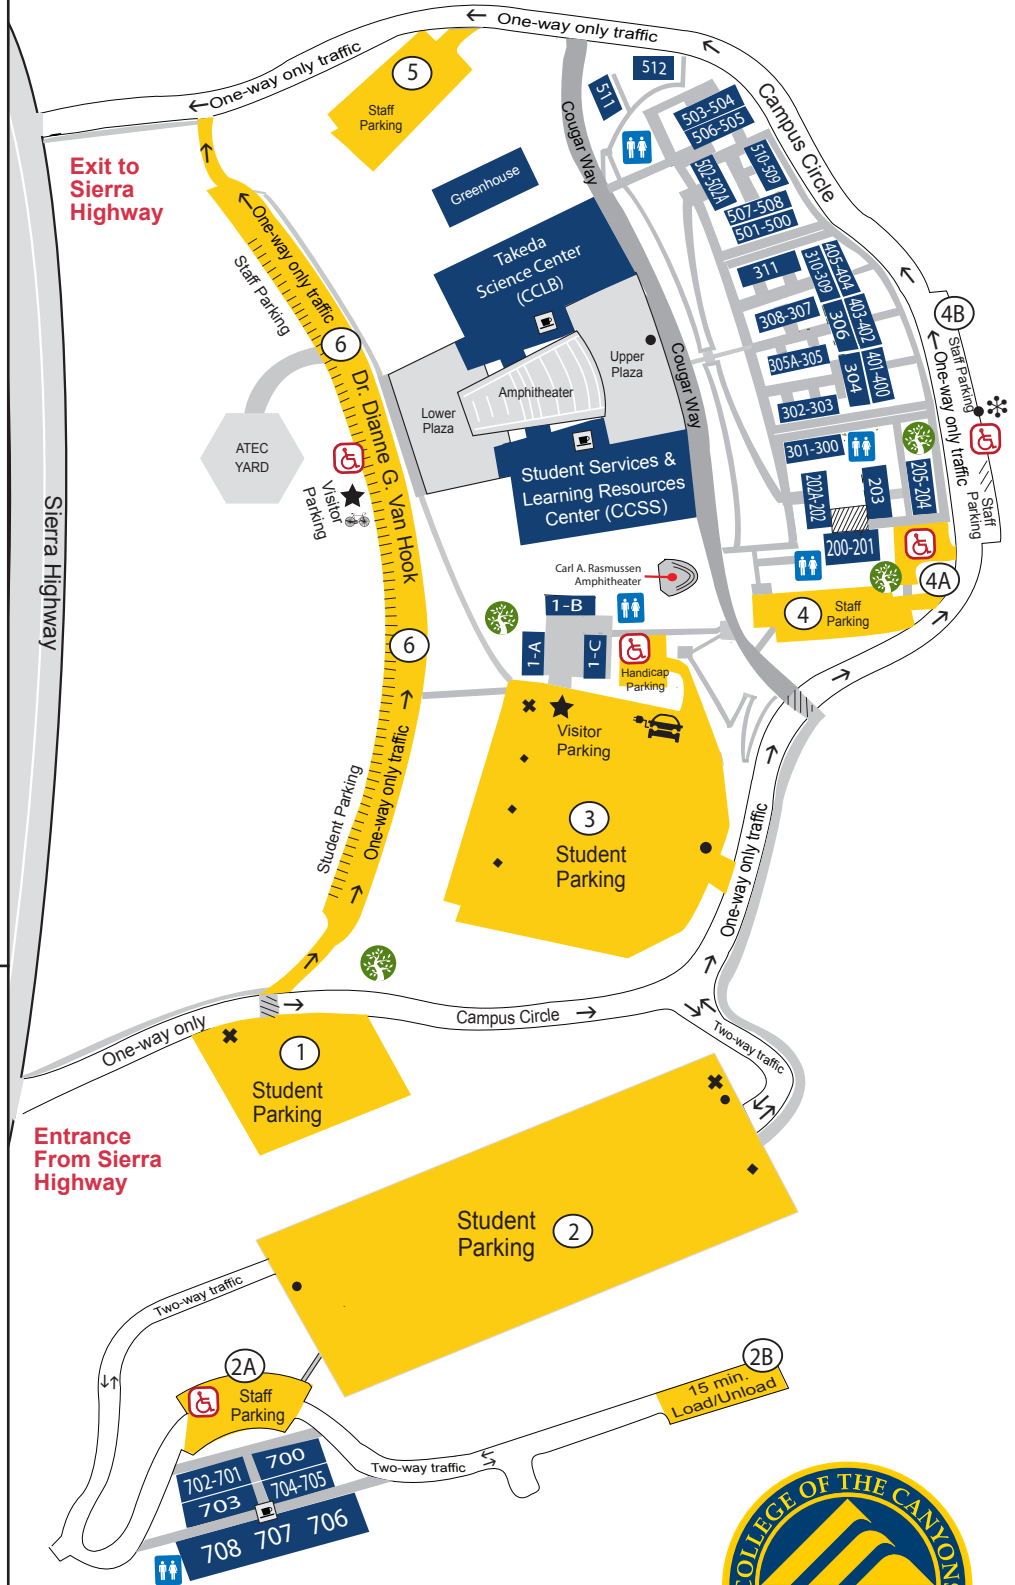 One-way only traffic
One-way only traffic
One-way only traffic
5
Staff
Parking
512
511
503-504
506-505
Campus Circle
Cougar Way
510-509
502-502A
507-508
501-500
Exit to
Sierra
Highway
Greenhouse
Takeda
Science Center
(CCLB)
One-way only traffic
Staff Parking
311
310-309
405-404
308-307
306
403-402
305A-305
304
401-400
302-303
4B
Staff Parking
One-way only traffic
6
Dr. Dianne G. Van Hook
Upper
Plaza
Amphitheater
Lower
Plaza
Cougar Way
ATEC
YARD
Visitor
Parking
Student Services &
Learning Resources
Center (CCSS)
301-300
202A-202
203
205-204
200-201
Staff
Parking
Sierra Highway
Carl A. Rasmussen
Amphitheater
4A
4
Staff
Parking
1-B
1-A
1-C
6
Handicap
Parking
Visitor
Parking
Student Parking
One-way only traffic
3
Student
Parking
One-way only traffic
One-way only
Campus Circle
Two-way traffic
1
Student
Parking
Entrance
From Sierra
Highway
Student
Parking
2
Two-way traffic
2A
Staff
Parking
2B
15 min.
Load/Unload
Two-way traffic
702-701
700
703
704-705
708 707 706
COLLEGE OF THE CANYONS